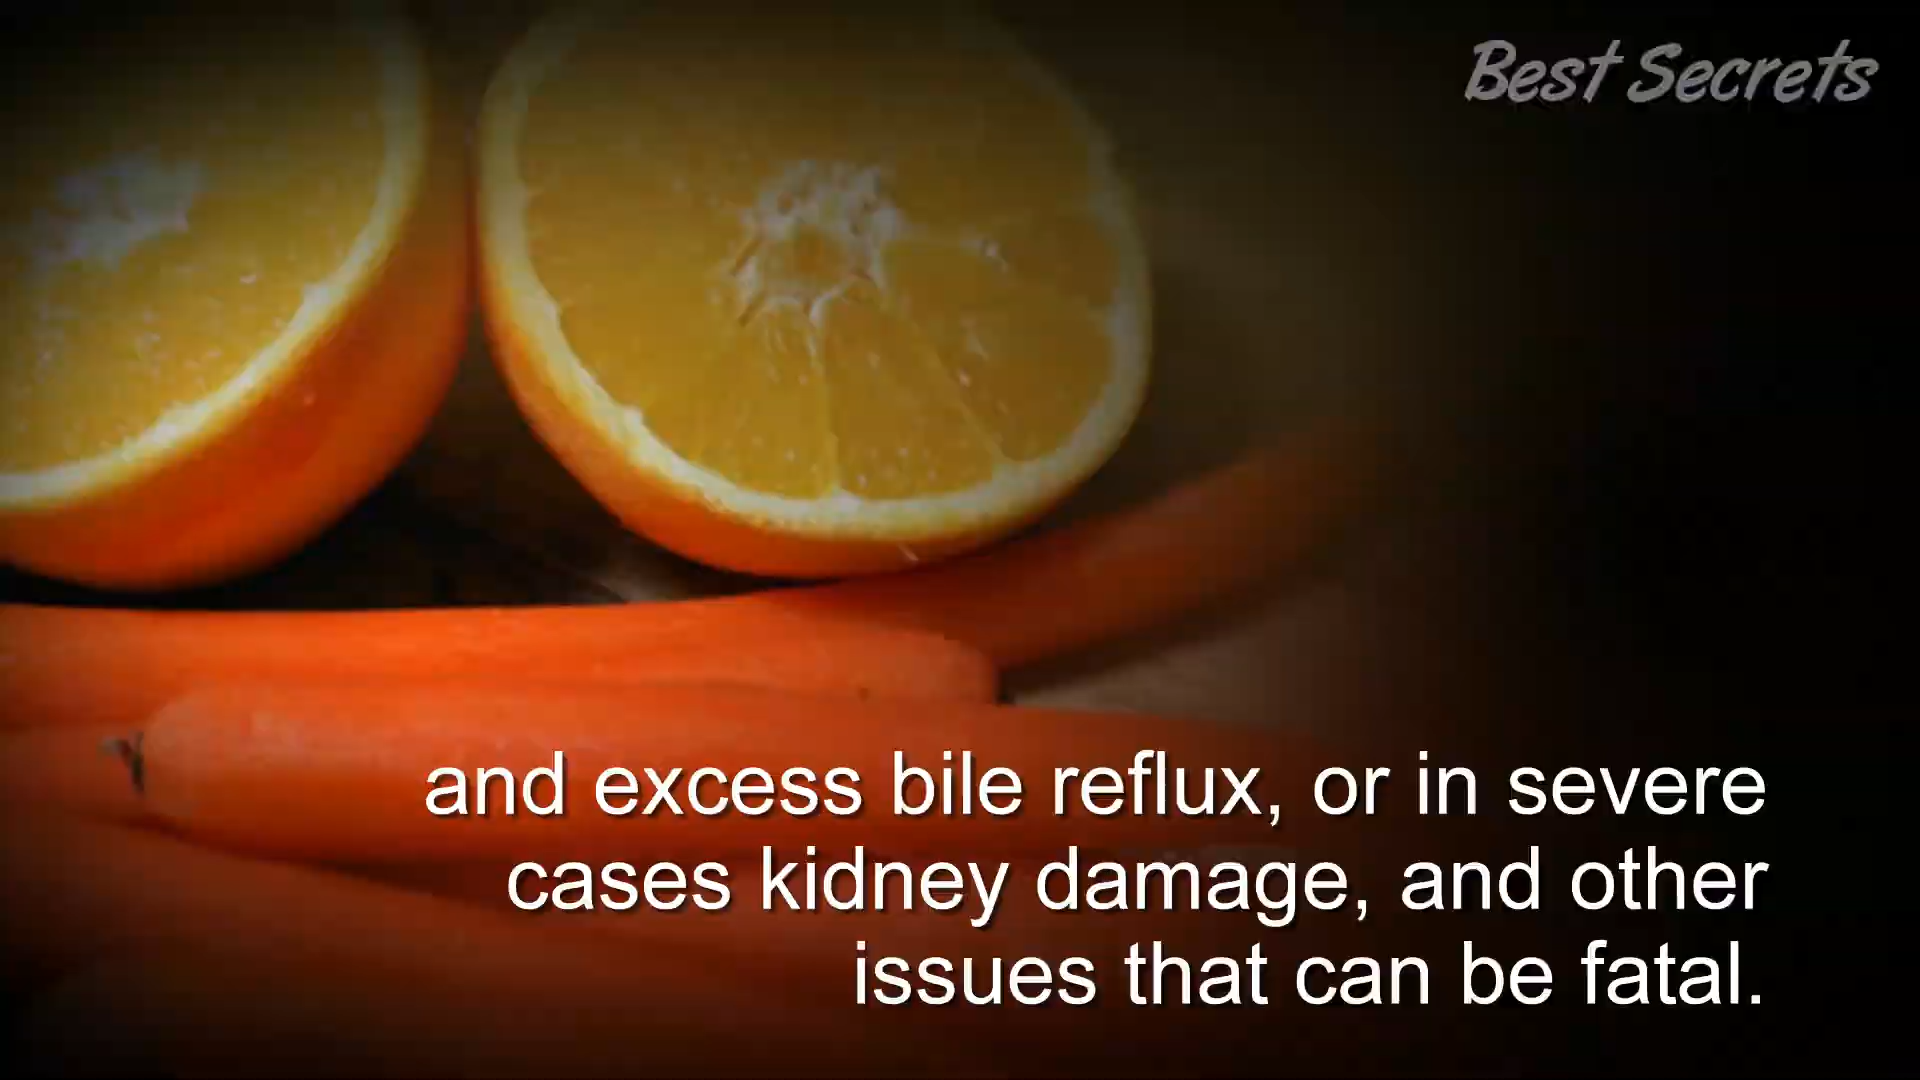 Best Secrets
and excess bile reflux, or in severe
cases kidney damage, and other
issues that can be fatal.